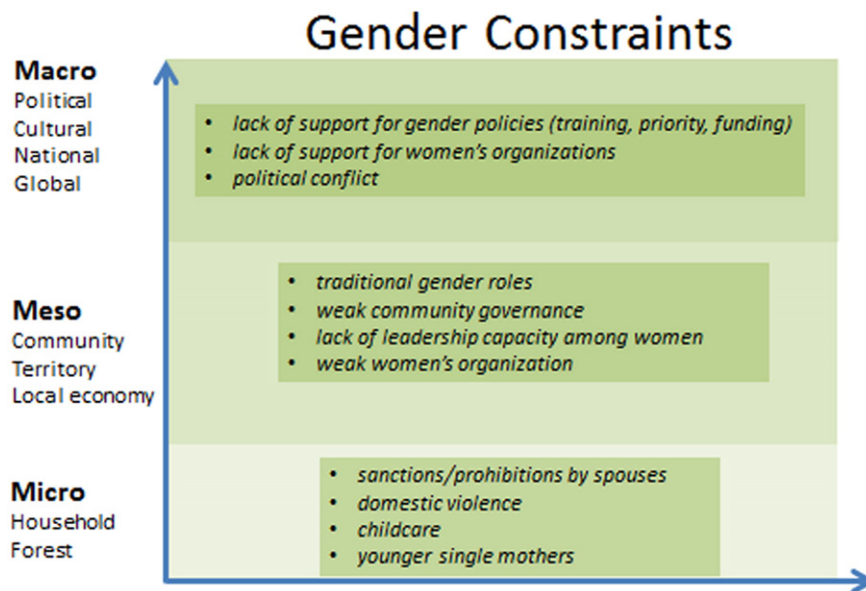 Gender Constraints
Macro
Political
Cultural
National
Global
• lack of support for gender policies (training, priority, funding)
• lack of support for women's organizations
• political conflict
Meso
Community
Territory
Local economy
• traditional gender roles
• weak community governance
• lack of leadership capacity among women
• weak women's organization
Micro
Household
Forest
• sanctions/prohibitions by spouses
• domestic violence
• childcare
• younger single mothers